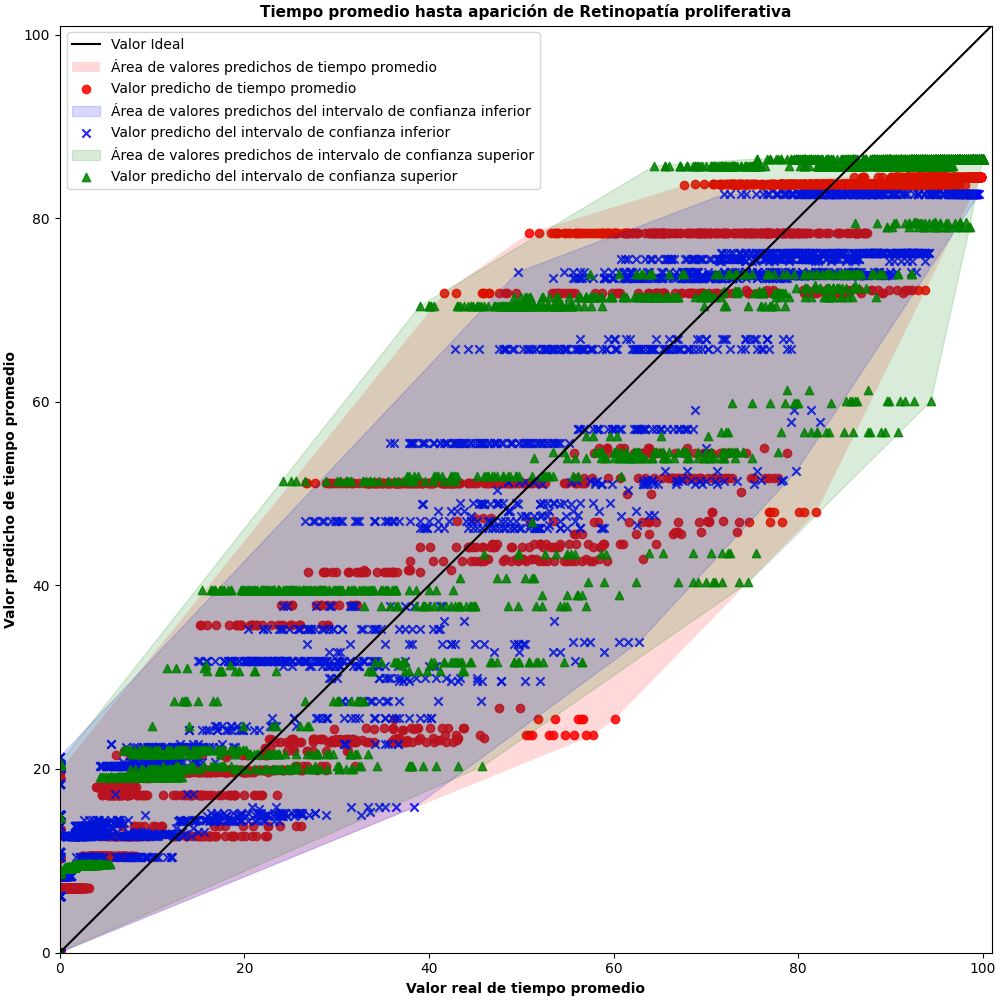 Tiempo promedio hasta aparición de Retinopatía proliferativa
Valor Ideal
Área de valores predichos de tiempo promedio
Valor predicho de tiempo promedio
Área de valores predichos del intervalo de confianza inferior
Valor predicho del intervalo de confianza inferior
Área de valores predichos de intervalo de confianza superior
Valor predicho del intervalo de confianza superior
100
80
60
40
20
0
Valor predicho de tiempo promedio
0 20 40 60 80 100
Valor real de tiempo promedio